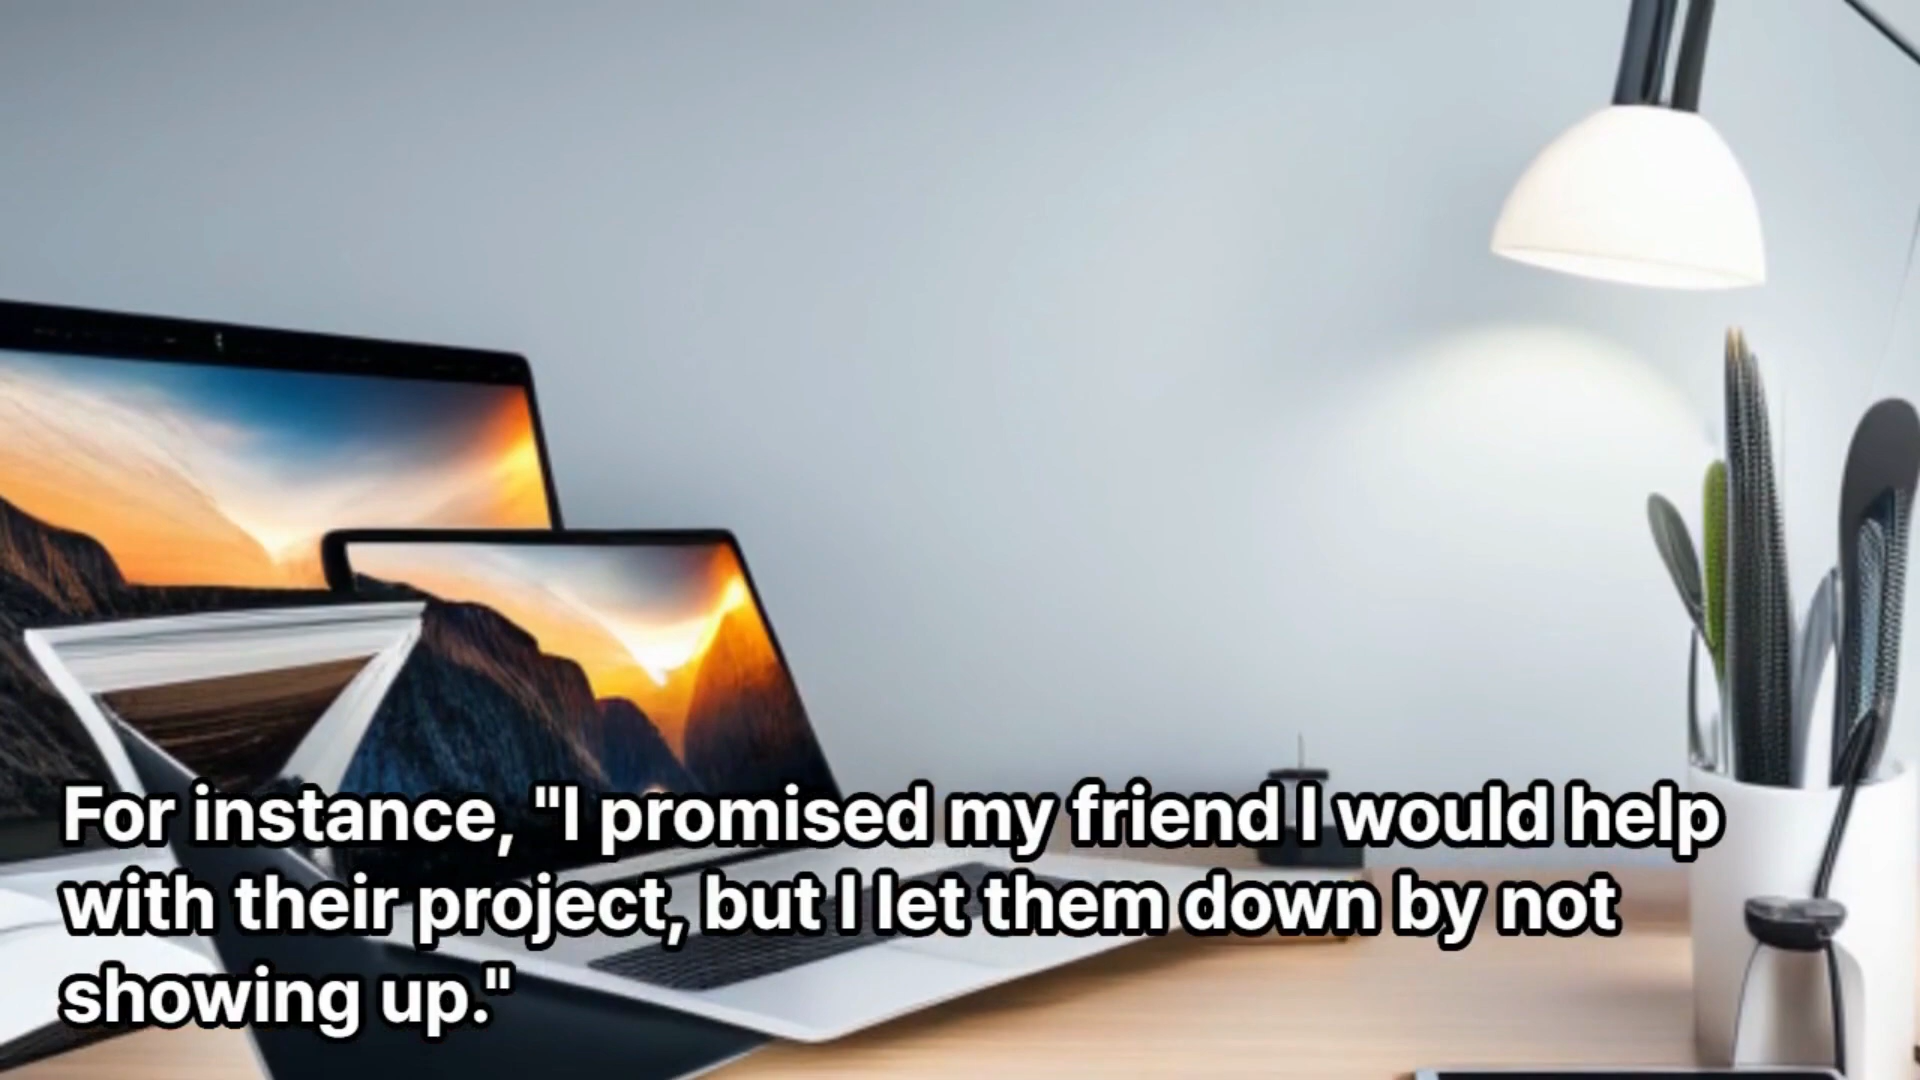 For instance, "I promised my friend I would help
with their project, but I let them down by not
showing up."